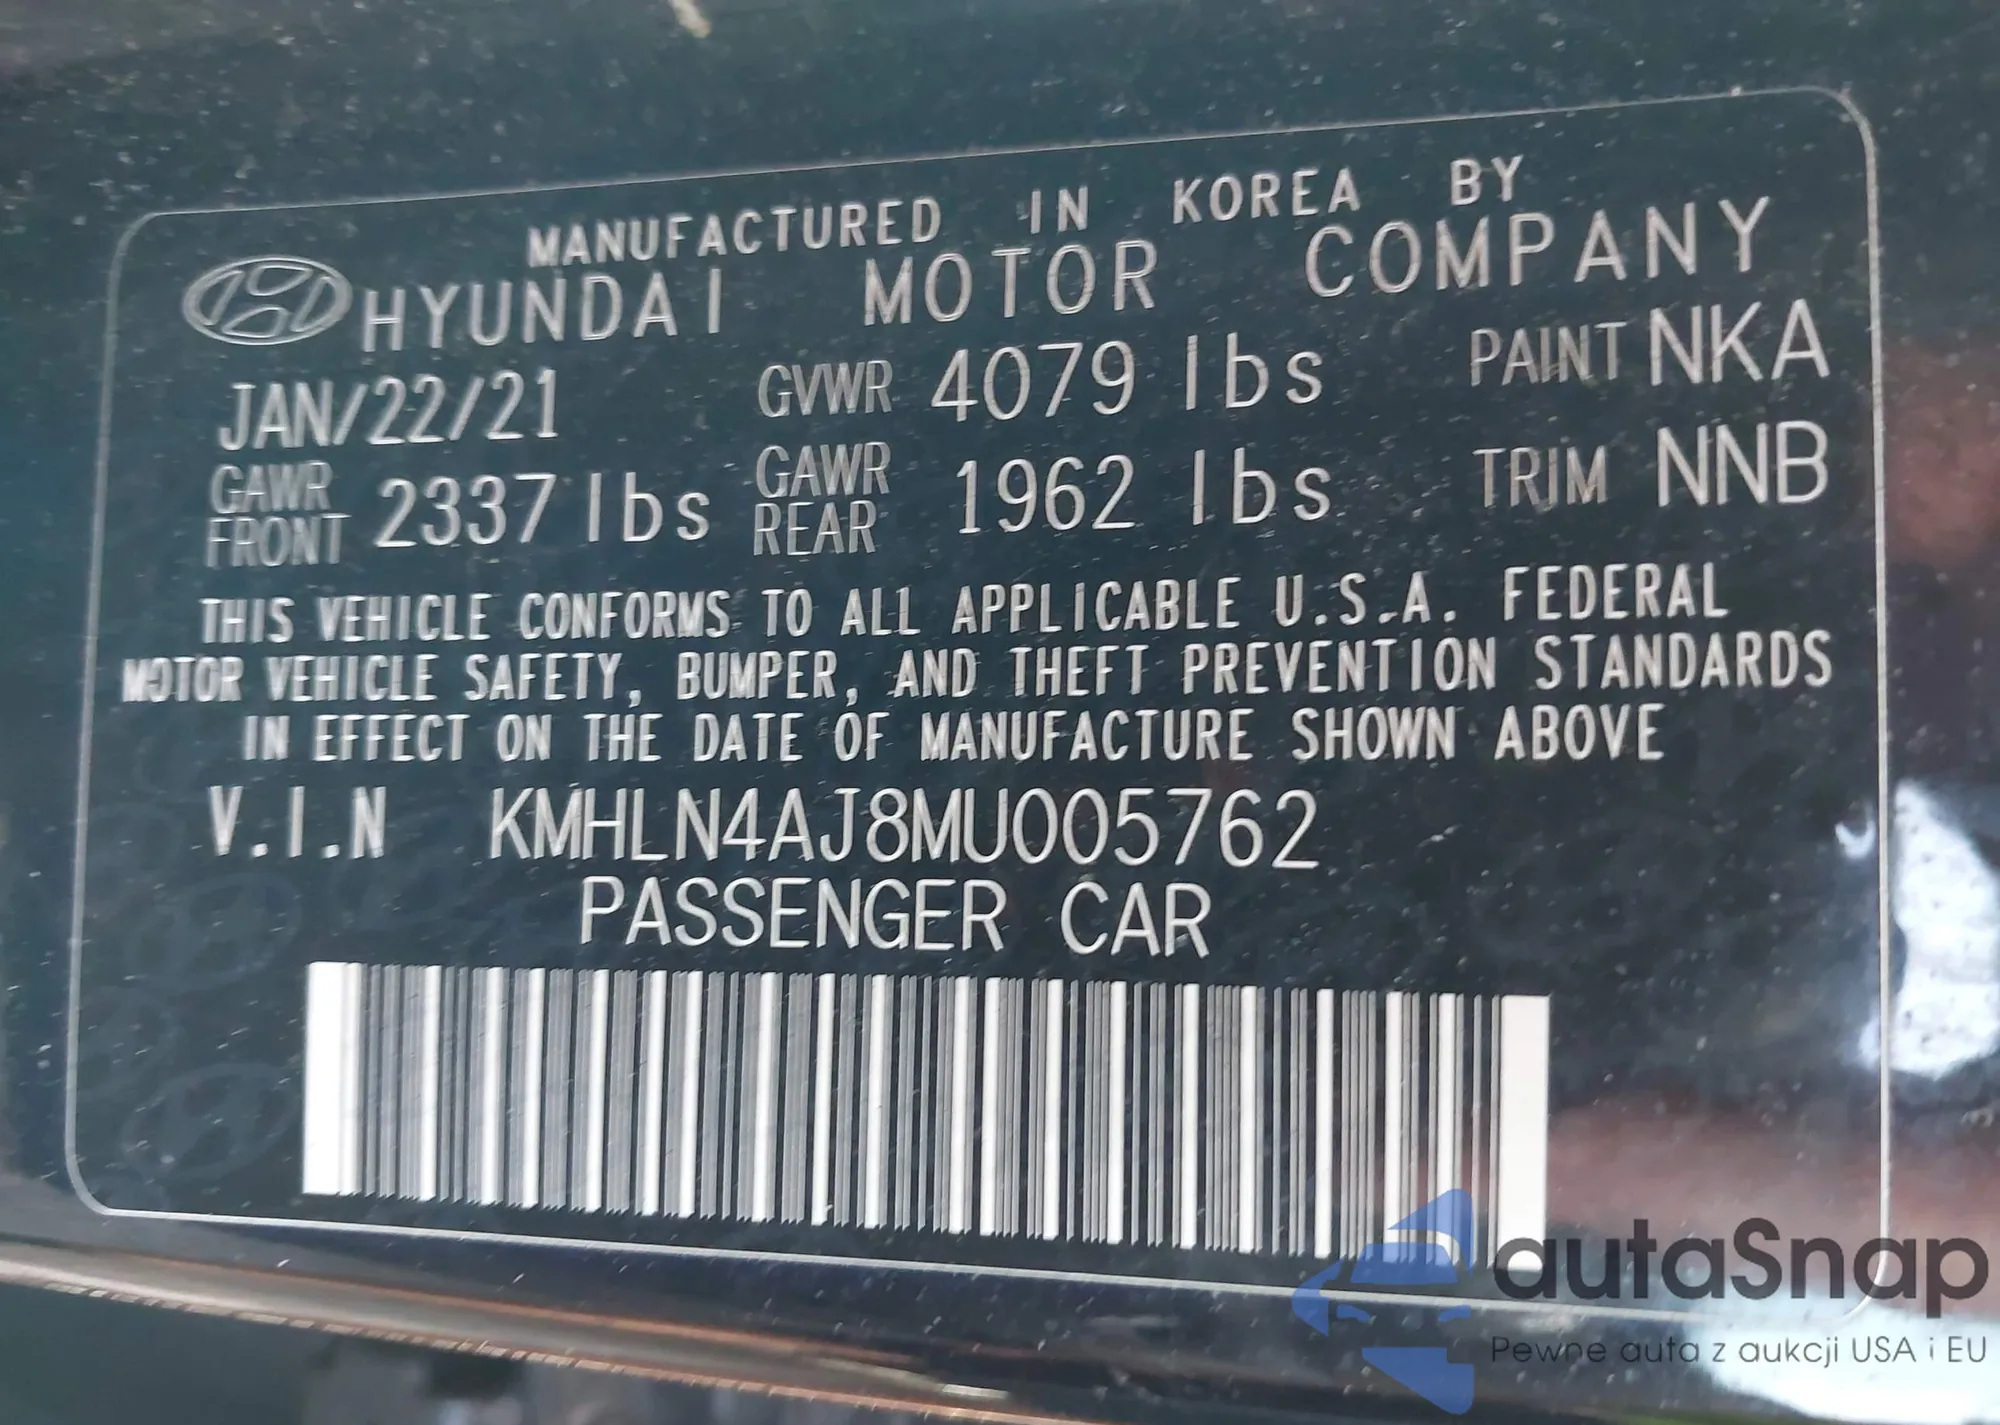 MANUFACTURED IN KOREA BY
HYUNDAI MOTOR COMPANY
JAN/22/21 GVWR 4079 lbs PAINT NKA
GAWR FRONT 2337 lbs GAWR REAR 1962 lbs TRIM NNB
THIS VEHICLE CONFORMS TO ALL APPLICABLE U.S.A. FEDERAL
MOTOR VEHICLE SAFETY, BUMPER, AND THEFT PREVENTION STANDARDS
IN EFFECT ON THE DATE OF MANUFACTURE SHOWN ABOVE
V.I.N KMHLN4AJ8MU005762
PASSENGER CAR
autaSnap
Pewne auta z aukcji USA i EU